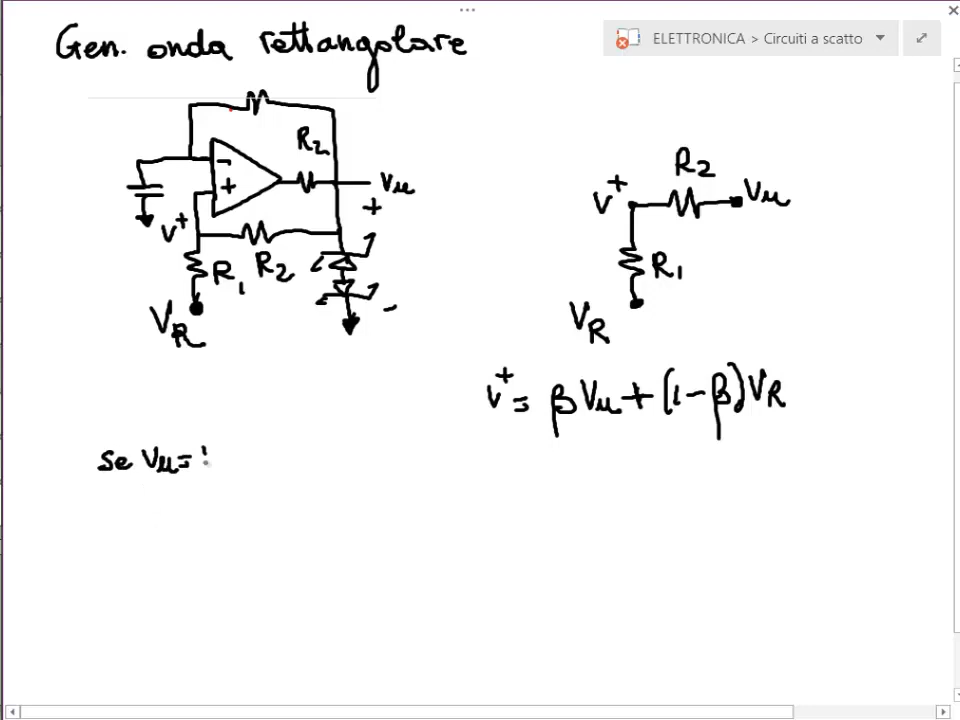 Gen. onda rettangolare
ELETTRONICA > Circuiti a scatto
R2
-
+
Vu
+
V+
R1
R2
-
VR
R2
V+
Vu
R1
VR
V+ = βVu + (1-β)VR
se Vu =